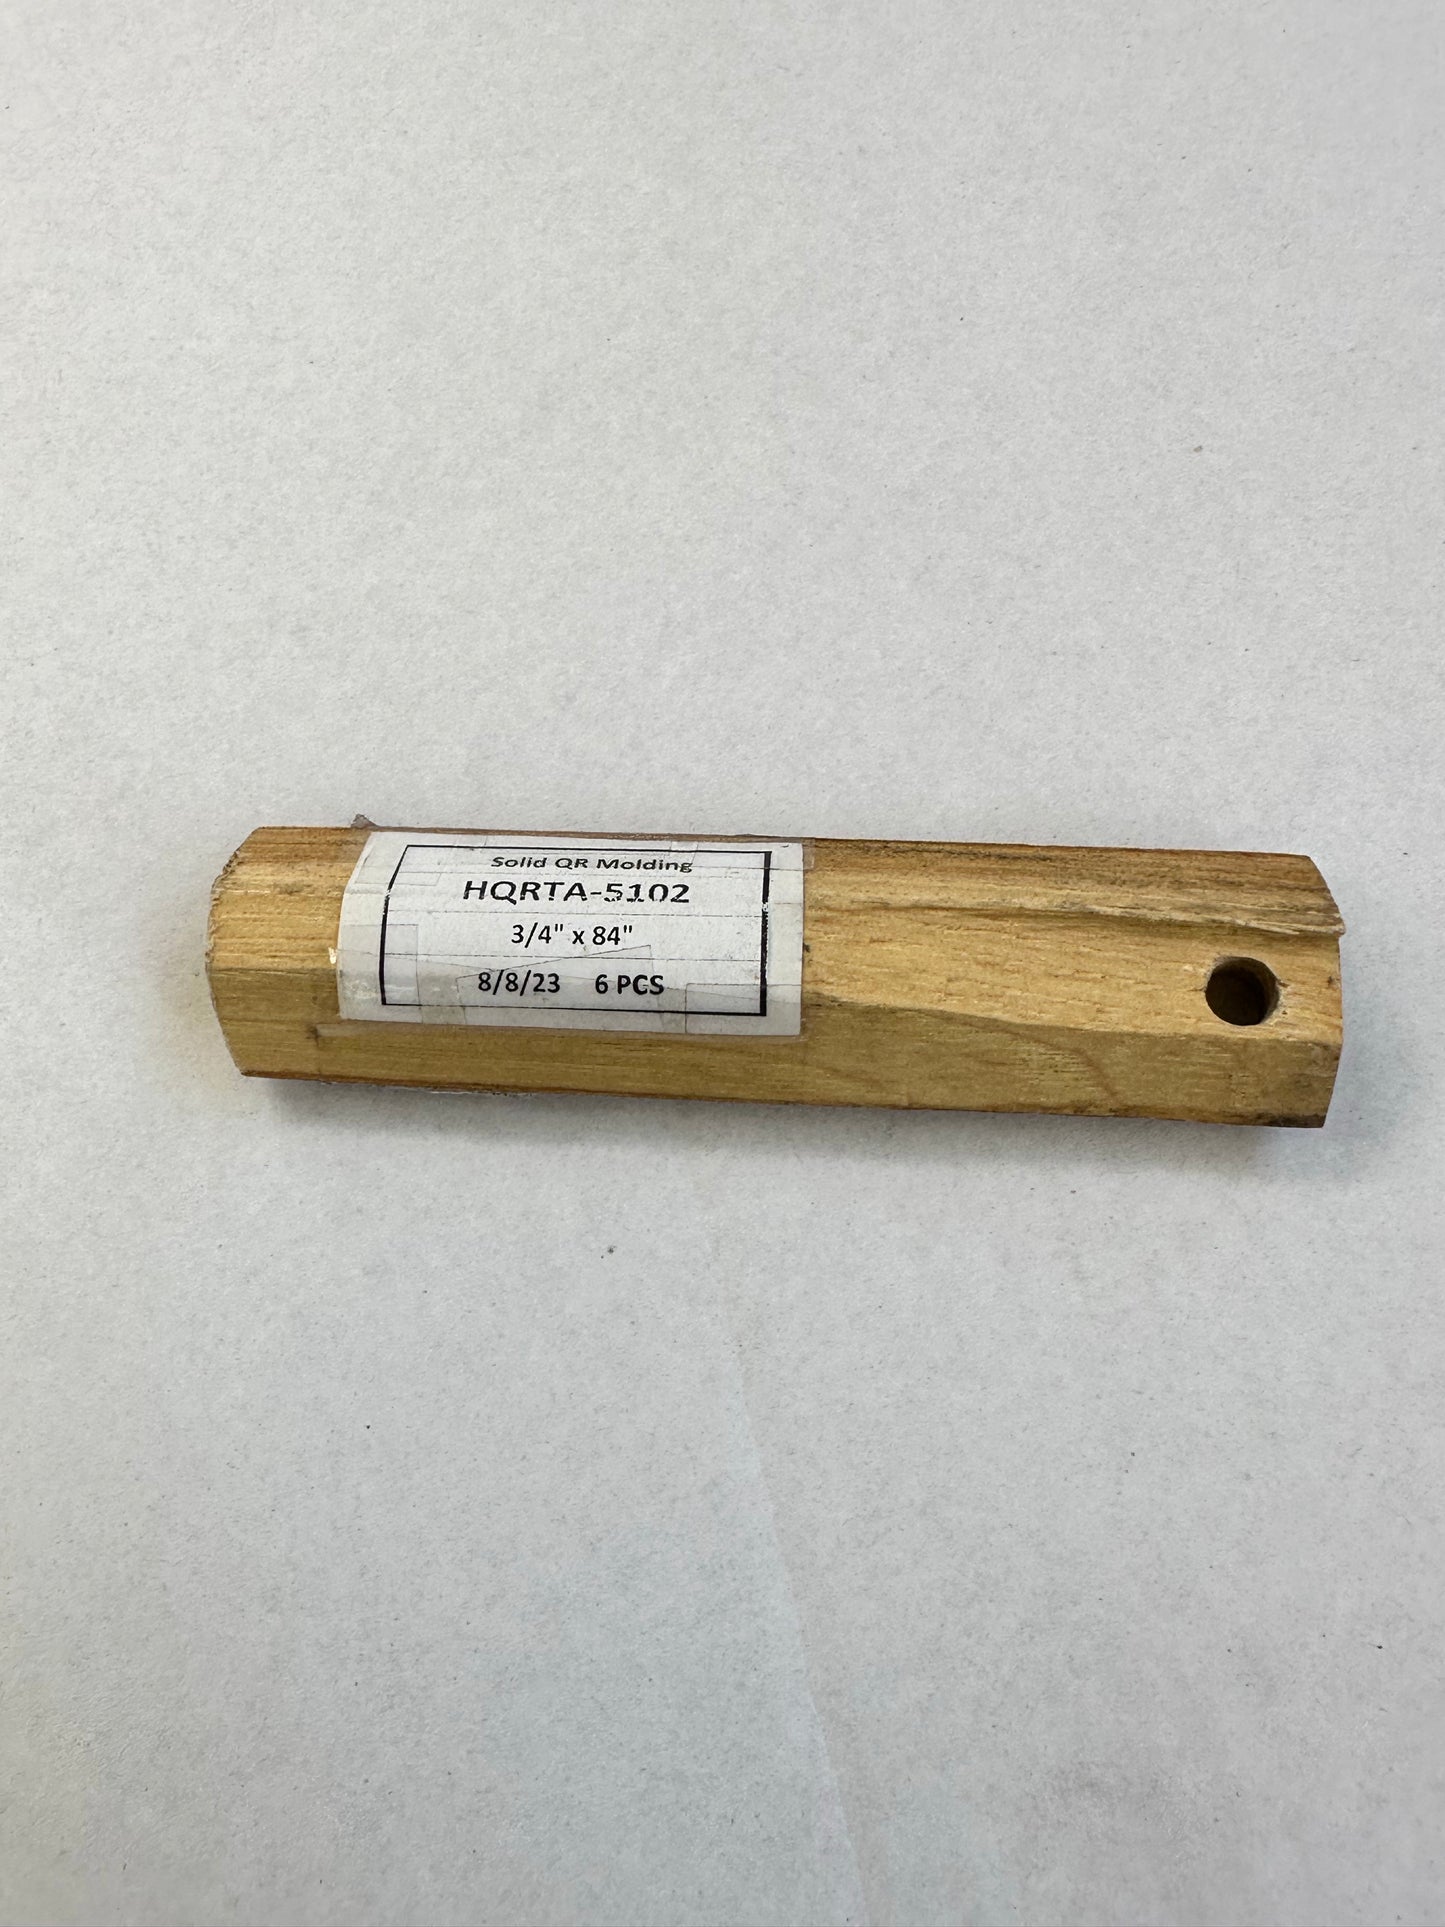 Solid QR Molding
HQRTA-5102
3/4" x 84"
8/8/23 6 PCS